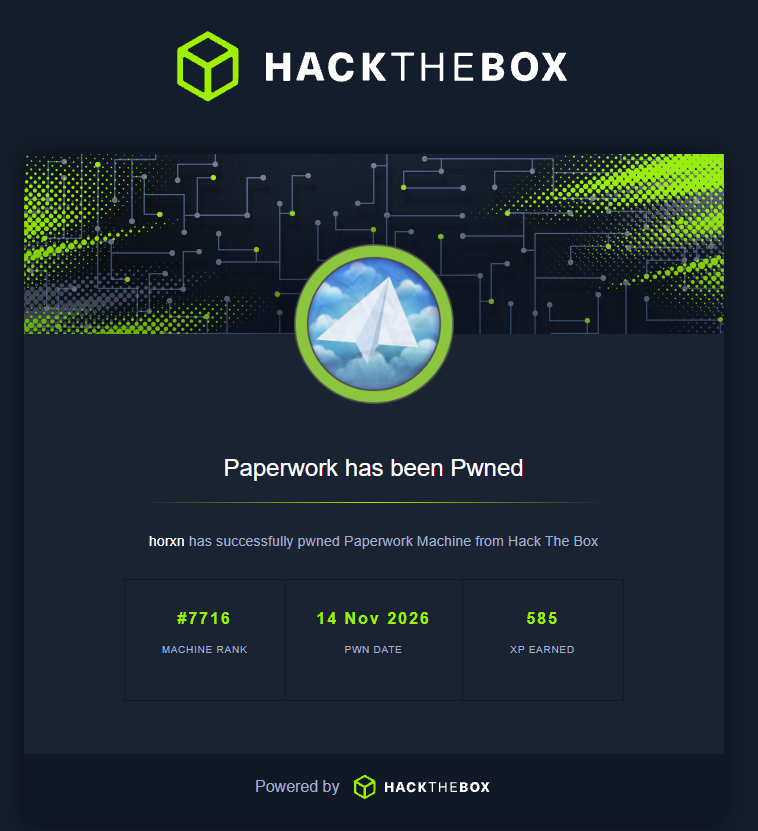 HACKTHEBOX
Paperwork has been Pwned
horxn has successfully pwned Paperwork Machine from Hack The Box
#7716 14 Nov 2026 585
MACHINE RANK PWN DATE XP EARNED
Powered by HACKTHEBOX